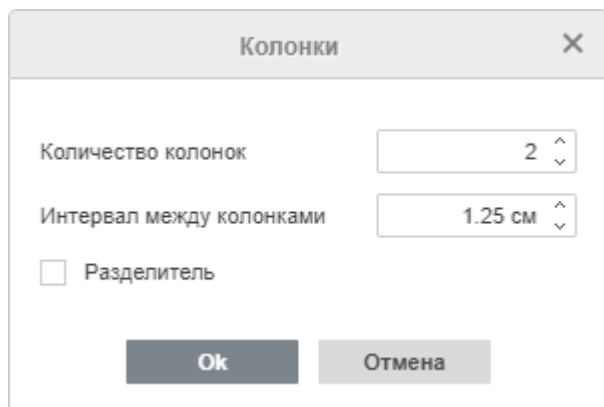 Колонки
Количество колонок 2
Интервал между колонками 1.25 см
Разделитель
Ok Отмена